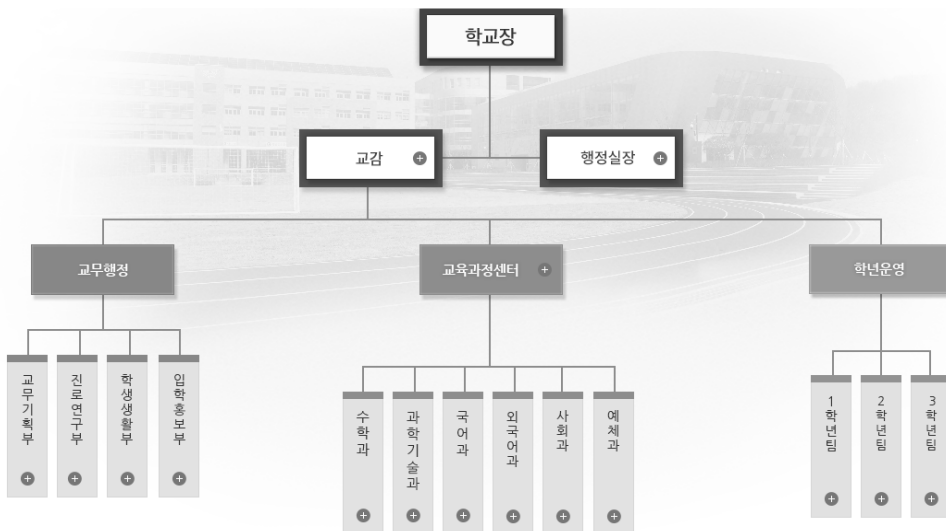 학교장
교감
행정실장
교무행정
교육과정센터
학년운영
교무기획부
진로연구부
학생생활부
입학홍보부
수학과
과학기술과
국어과
외국어과
사회과
예체과
1학년팀
2학년팀
3학년팀